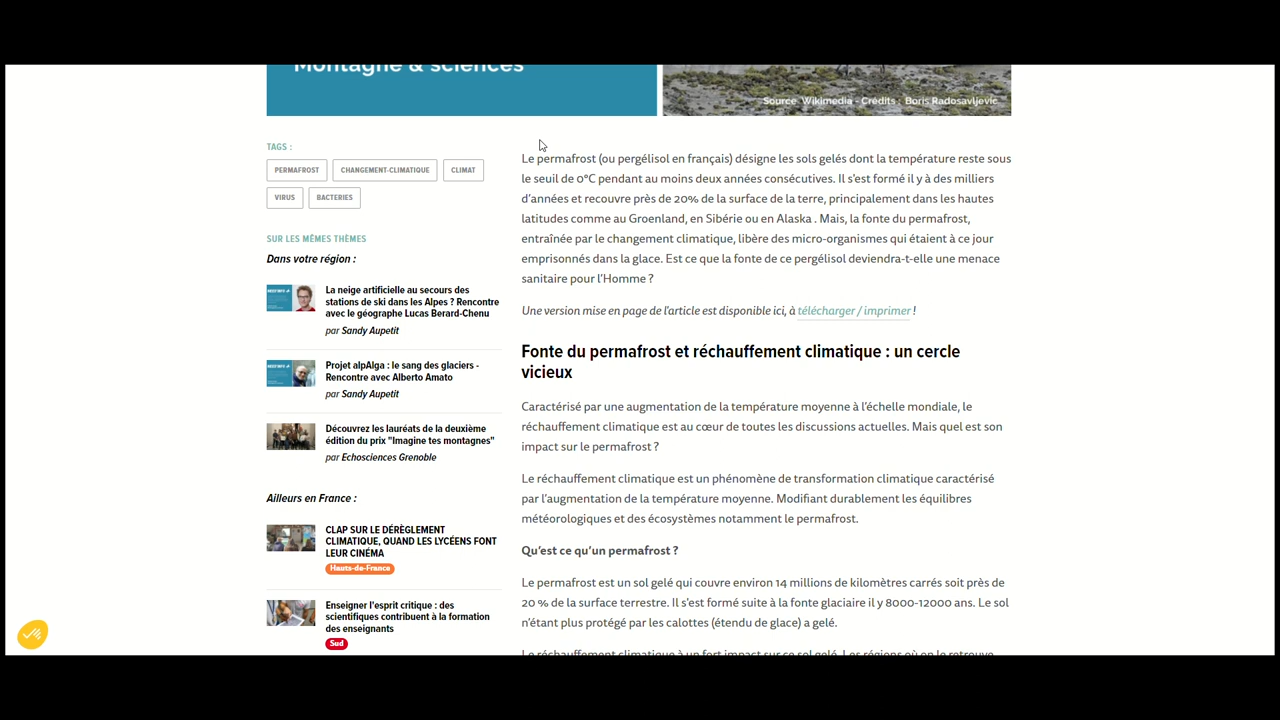 Montagne & sciences
Source Wikimedia - Crédits : Boris Radosavljevic
TAGS :
PERMAFROST
CHANGEMENT-CLIMATIQUE
CLIMAT
VIRUS
BACTERIES
SUR LES MÊMES THÈMES
Dans votre région :
La neige artificielle au secours des
stations de ski dans les Alpes ? Rencontre
avec le géographe Lucas Berard-Chenu
par Sandy Aupetit
Projet alpAlga : le sang des glaciers -
Rencontre avec Alberto Amato
par Sandy Aupetit
Découvrez les lauréats de la deuxième
édition du prix "Imagine tes montagnes"
par Echosciences Grenoble
Ailleurs en France :
CLAP SUR LE DÉRÈGLEMENT
CLIMATIQUE, QUAND LES LYCÉENS FONT
LEUR CINÉMA
Hauts-de-France
Enseigner l'esprit critique : des
scientifiques contribuent à la formation
des enseignants
Sud
Le permafrost (ou pergélisol en français) désigne les sols gelés dont la température reste sous
le seuil de 0°C pendant au moins deux années consécutives. Il s'est formé il y à des milliers
d'années et recouvre près de 20% de la surface de la terre, principalement dans les hautes
latitudes comme au Groenland, en Sibérie ou en Alaska . Mais, la fonte du permafrost,
entraînée par le changement climatique, libère des micro-organismes qui étaient à ce jour
emprisonnés dans la glace. Est ce que la fonte de ce pergélisol deviendra-t-elle une menace
sanitaire pour l'Homme ?
Une version mise en page de l'article est disponible ici, à télécharger / imprimer !
Fonte du permafrost et réchauffement climatique : un cercle
vicieux
Caractérisé par une augmentation de la température moyenne à l'échelle mondiale, le
réchauffement climatique est au cœur de toutes les discussions actuelles. Mais quel est son
impact sur le permafrost ?
Le réchauffement climatique est un phénomène de transformation climatique caractérisé
par l'augmentation de la température moyenne. Modifiant durablement les équilibres
météorologiques et des écosystèmes notamment le permafrost.
Qu'est ce qu'un permafrost ?
Le permafrost est un sol gelé qui couvre environ 14 millions de kilomètres carrés soit près de
20 % de la surface terrestre. Il s'est formé suite à la fonte glaciaire il y 8000-12000 ans. Le sol
n'étant plus protégé par les calottes (étendu de glace) a gelé.
Le réchauffement climatique à un fort impact sur ce sol gelé. Les régions où on le retrouve